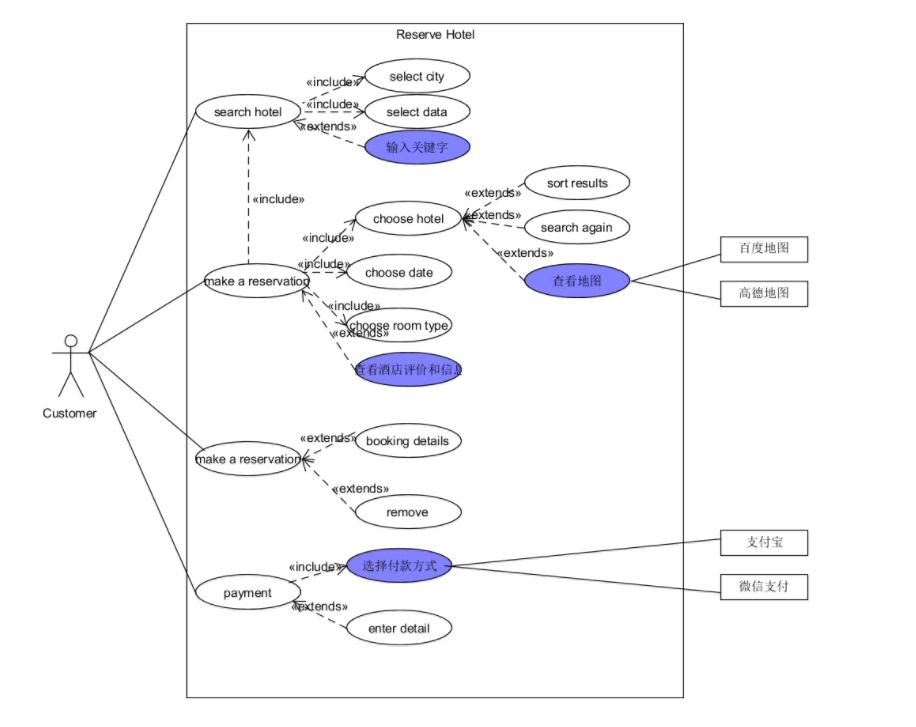 Reserve Hotel
«include»
select city
search hotel
«include»
select data
«extends»
输入关键字
«include»
«extends»
sort results
choose hotel
«extends»
search again
«include»
«extends»
百度地图
«include»
choose date
make a reservation
查看地图
高德地图
«include»
choose room type
«extends»
查看酒店评价和信息
Customer
«extends»
booking details
make a reservation
«extends»
remove
支付宝
«include»
选择付款方式
微信支付
payment
«extends»
enter detail